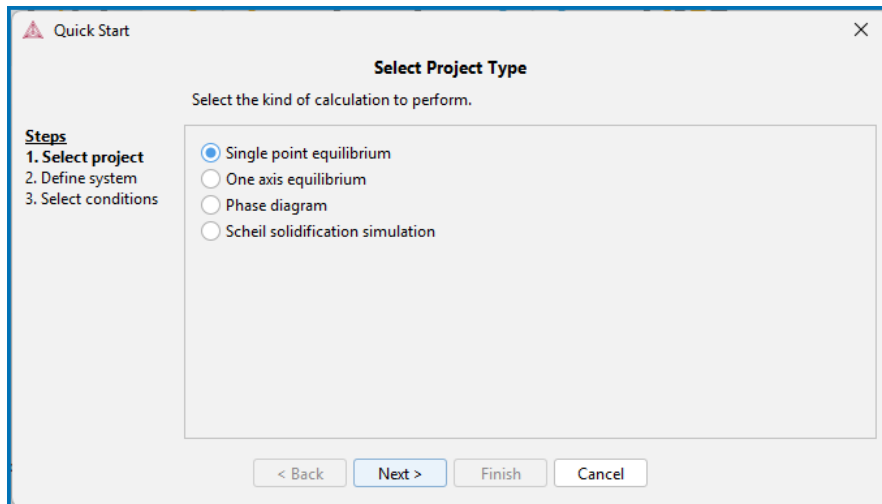 Quick Start
Select Project Type
Select the kind of calculation to perform.
Steps
1. Select project
2. Define system
3. Select conditions
Single point equilibrium
One axis equilibrium
Phase diagram
Scheil solidification simulation
< Back
Next >
Finish
Cancel